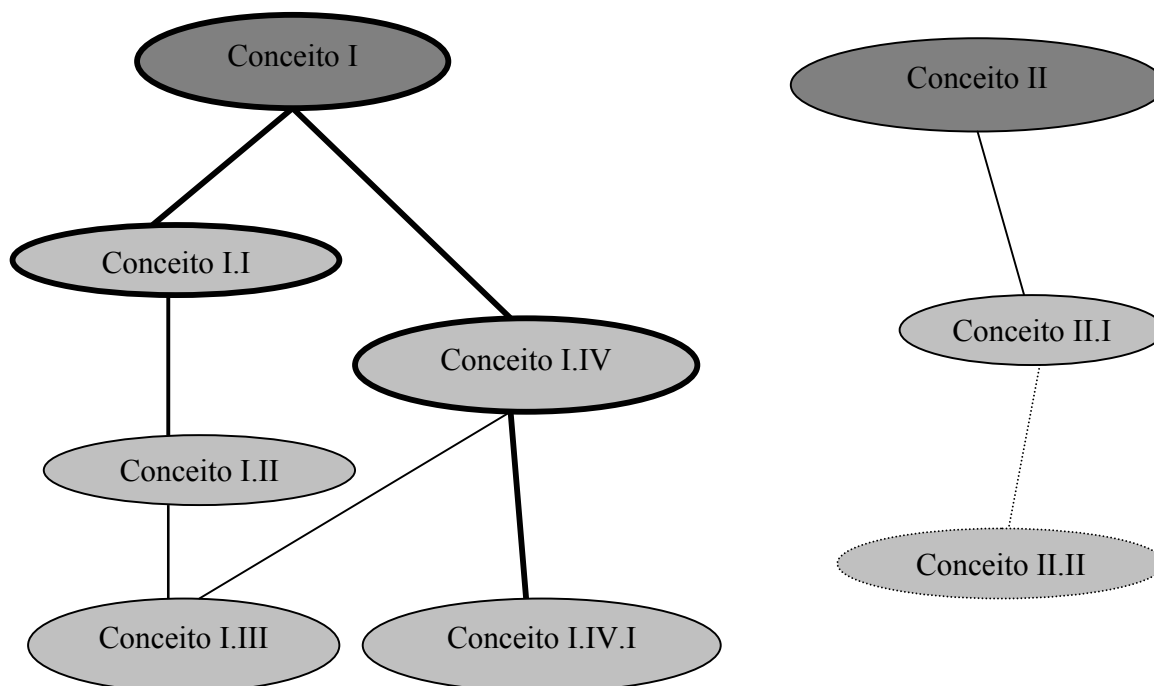 Conceito I
Conceito II
Conceito I.I
Conceito II.I
Conceito I.IV
Conceito I.II
Conceito II.II
Conceito I.III
Conceito I.IV.I